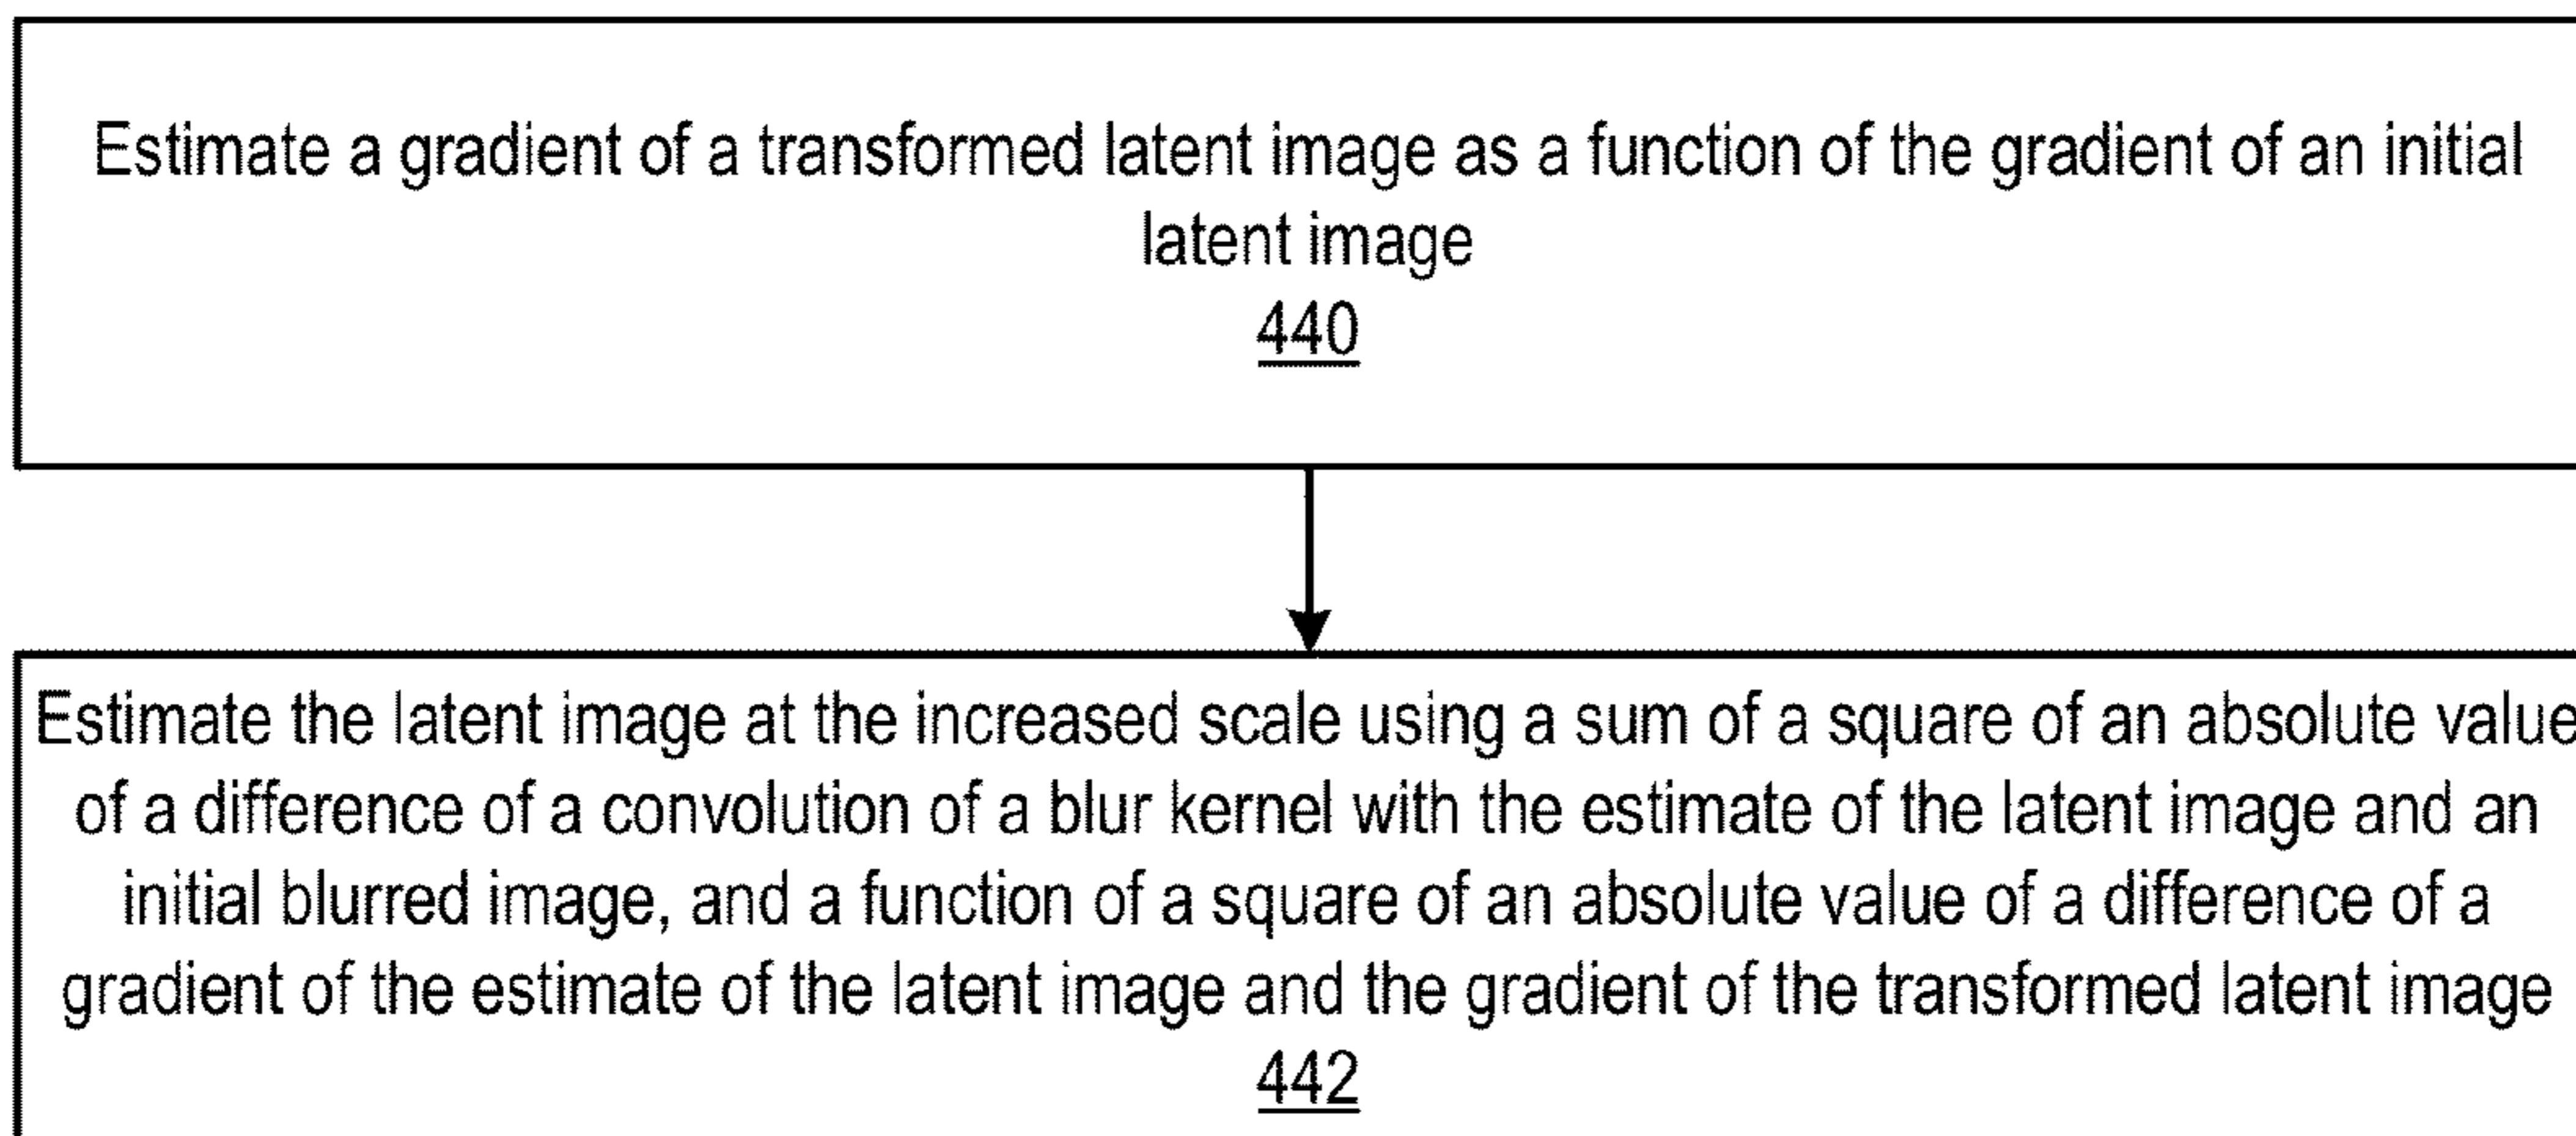 Estimate a gradient of a transformed latent image as a function of the gradient of an initial
latent image
440
Estimate the latent image at the increased scale using a sum of a square of an absolute value
of a difference of a convolution of a blur kernel with the estimate of the latent image and an
initial blurred image, and a function of a square of an absolute value of a difference of a
gradient of the estimate of the latent image and the gradient of the transformed latent image
442